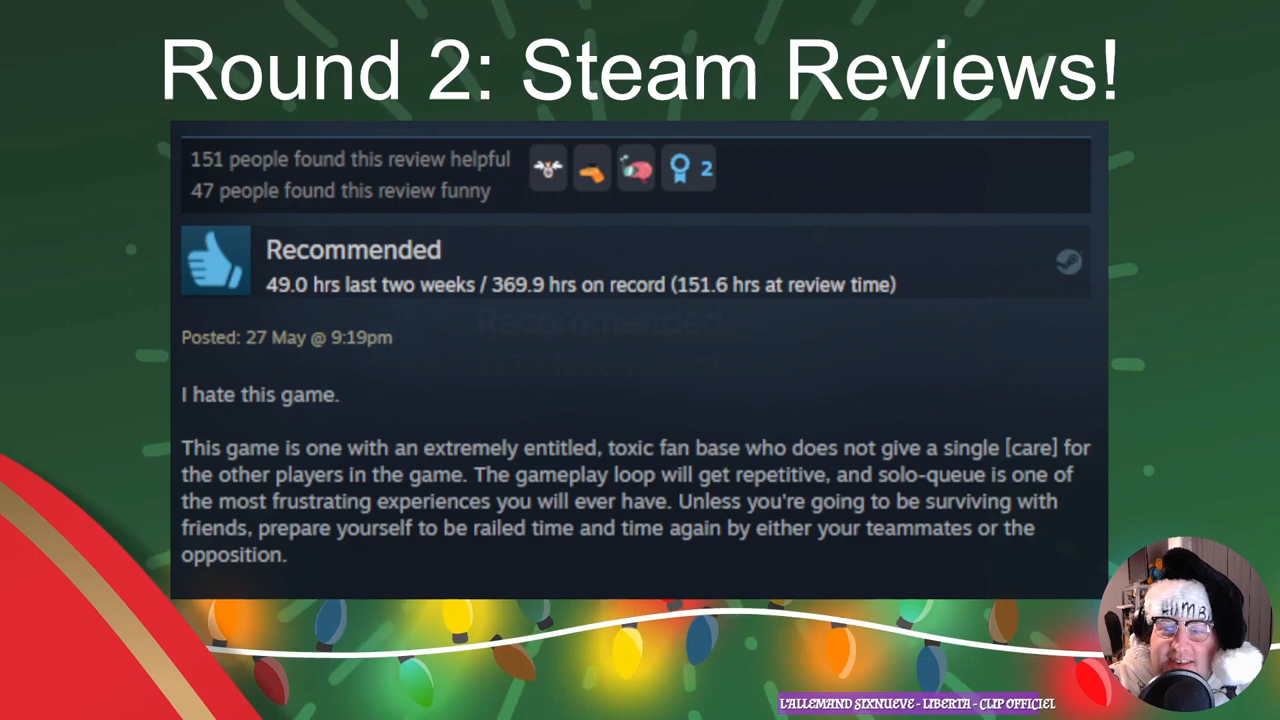 Round 2: Steam Reviews!
151 people found this review helpful
47 people found this review funny
2
Recommended
49.0 hrs last two weeks / 369.9 hrs on record (151.6 hrs at review time)
Posted: 27 May @ 9:19pm
I hate this game.
This game is one with an extremely entitled, toxic fan base who does not give a single [care] for
the other players in the game. The gameplay loop will get repetitive, and solo-queue is one of
the most frustrating experiences you will ever have. Unless you're going to be surviving with
friends, prepare yourself to be railed time and time again by either your teammates or the
opposition.
L'ALLEMAND SIXNUEVE - LIBERTA - CLIP OFFICIEL